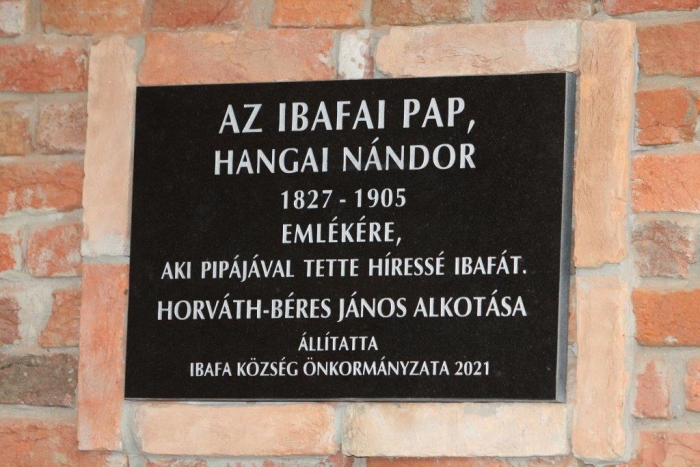 AZ IBAFAI PAP,
HANGAI NÁNDOR
1827 - 1905
EMLÉKÉRE,
AKI PIPÁJÁVAL TETTE HÍRESSÉ IBAFÁT.
HORVÁTH-BÉRES JÁNOS ALKOTÁSA
ÁLLÍTATTA
IBAFA KÖZSÉG ÖNKORMÁNYZATA 2021